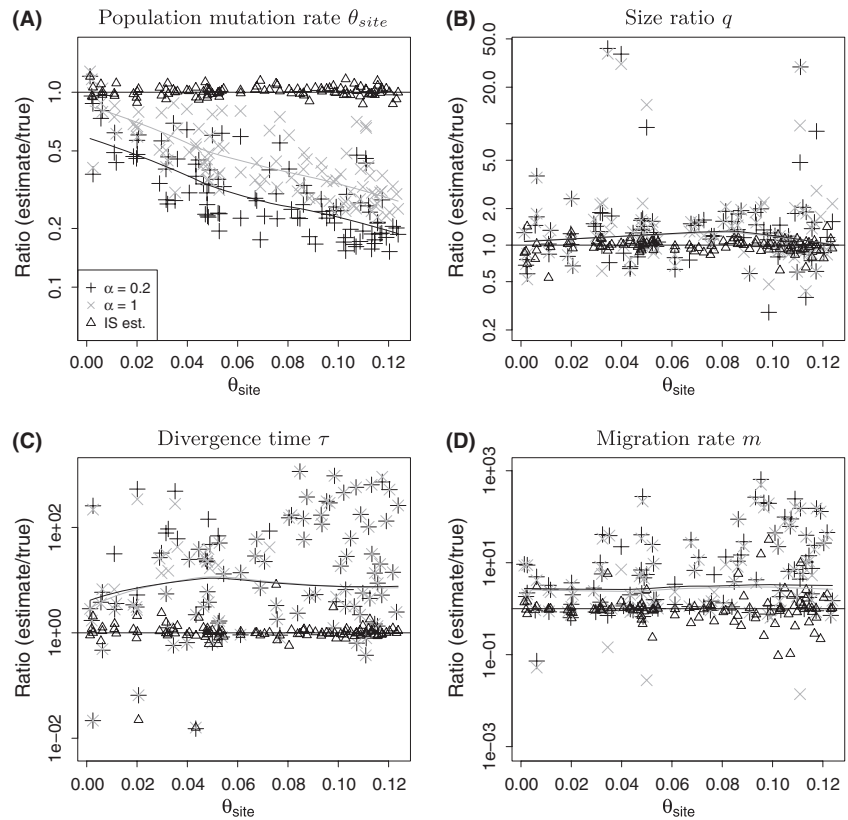 (A) Population mutation rate θsite
Ratio (estimate/true)
1.0
0.5
0.2
0.1
+ α = 0.2
× α = 1
△ IS est.
0.00 0.02 0.04 0.06 0.08 0.10 0.12
θsite
(B) Size ratio q
Ratio (estimate/true)
50.0
20.0
5.0
2.0
1.0
0.5
0.2
0.00 0.02 0.04 0.06 0.08 0.10 0.12
θsite
(C) Divergence time τ
Ratio (estimate/true)
1e+02
1e+00
1e−02
0.00 0.02 0.04 0.06 0.08 0.10 0.12
θsite
(D) Migration rate m
Ratio (estimate/true)
1e+03
1e+01
1e−01
1e−03
0.00 0.02 0.04 0.06 0.08 0.10 0.12
θsite